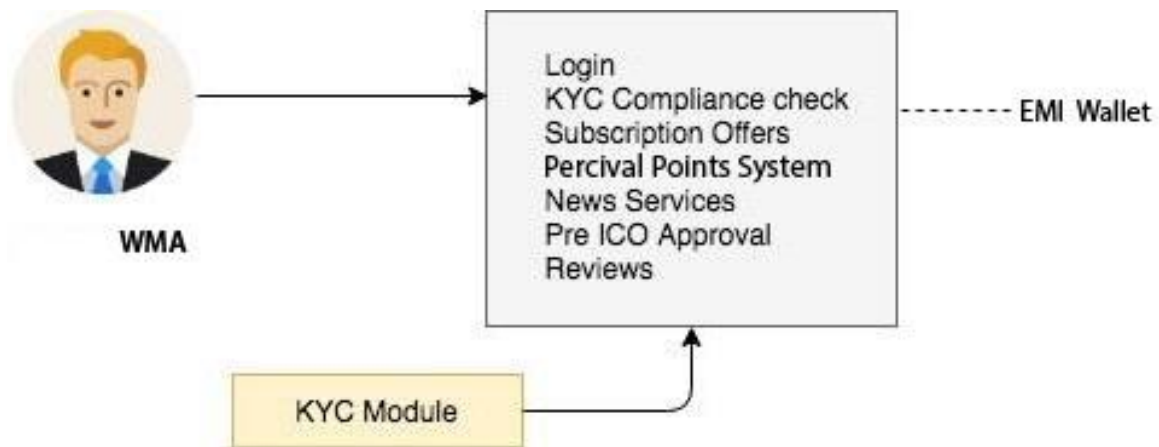 Login
KYC Compliance check
Subscription Offers
Percival Points System
News Services
Pre ICO Approval
Reviews
EMI Wallet
WMA
KYC Module